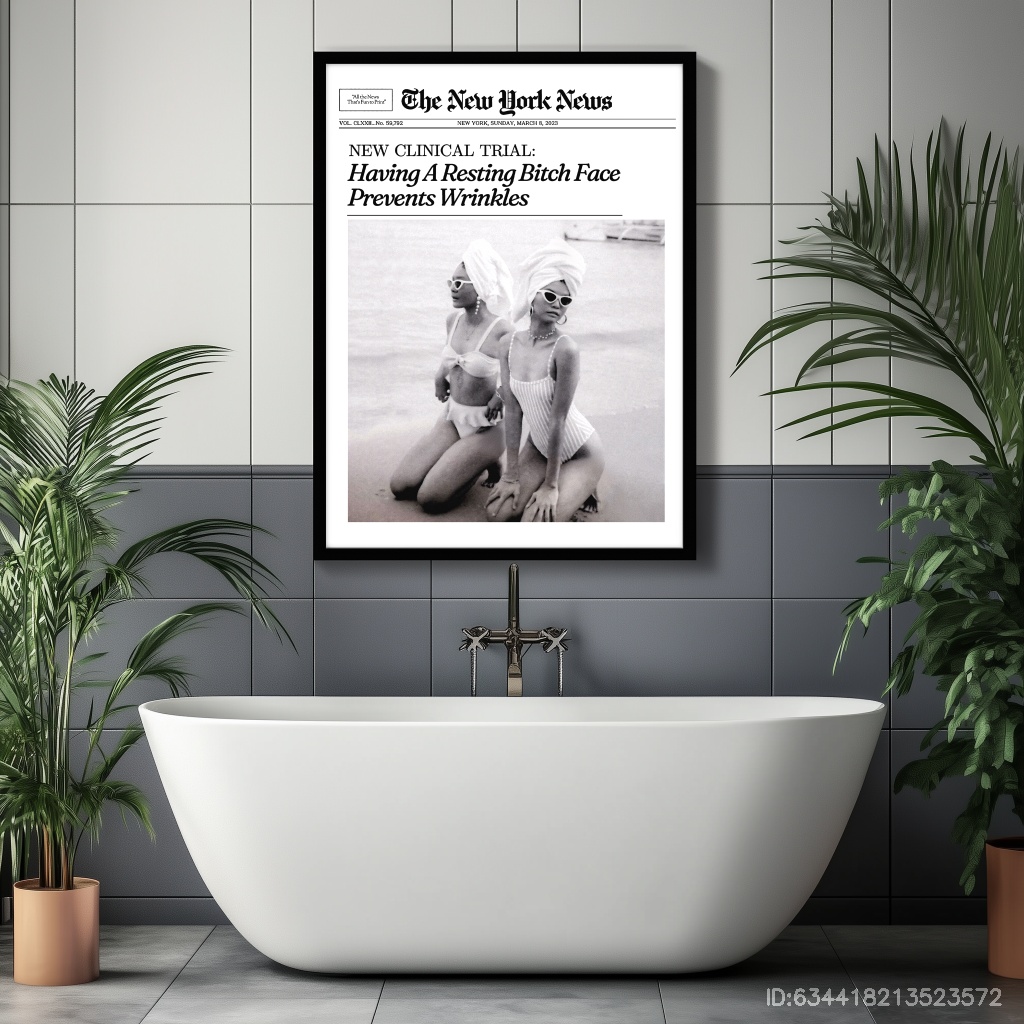 "All the News
That's Fun to Print"
The New York News
VOL. CLXXII...No. 59,792
NEW YORK, SUNDAY, MARCH 8, 2023
NEW CLINICAL TRIAL:
Having A Resting Bitch Face
Prevents Wrinkles
ID:634418213523572